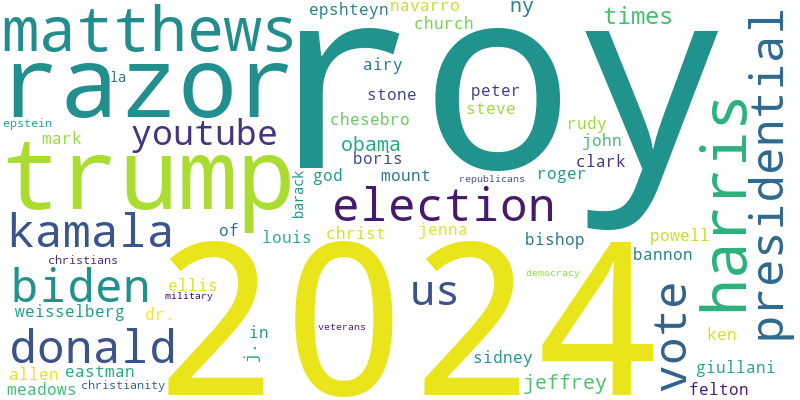 epshteyn navarro ny
matthews church times
roy
airy
razor la
stone peter
epstein steve
mark youtube chesebro rudy
trump obama john
boris clark
god mount roger
barack republicans
harris presidential
election
kamala of louis christ jenna bishop powell
christians bannon
biden ellis democracy
military us
2024
weisselberg dr. veterans vote
donald in ken
j.
sidney
allen eastman giullani
meadows christianity jeffrey felton